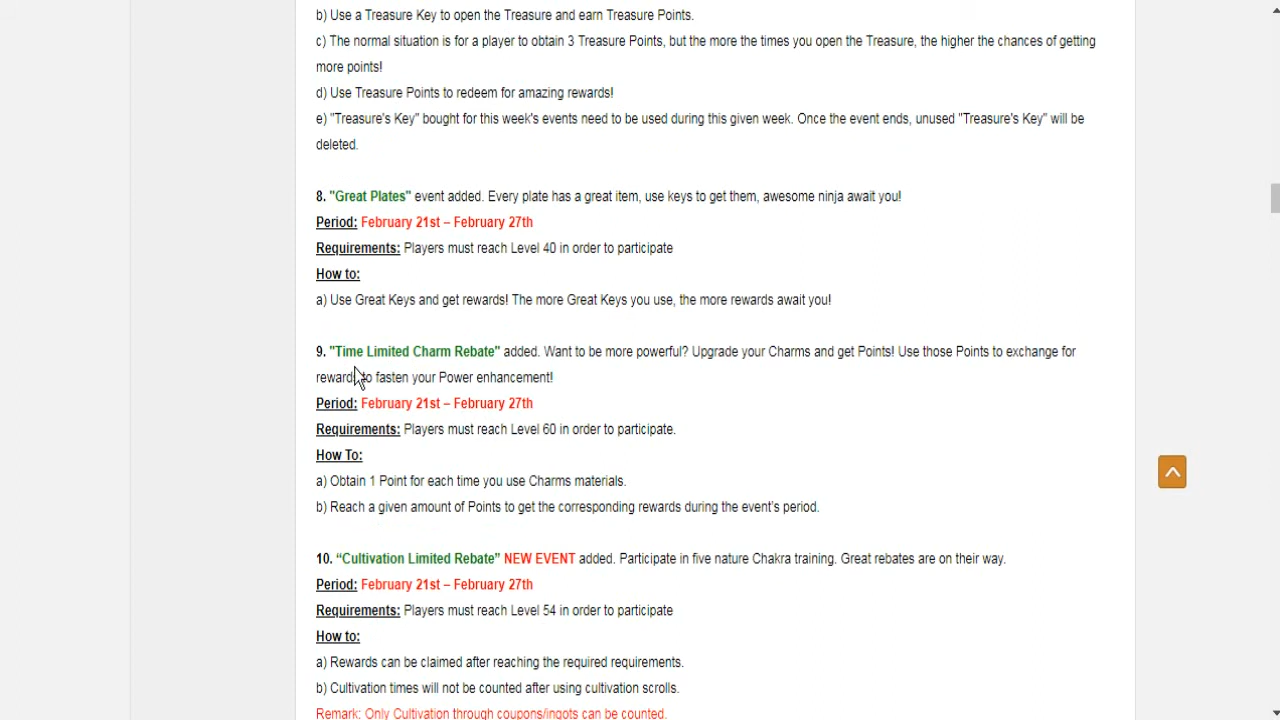 b) Use a Treasure Key to open the Treasure and earn Treasure Points.
c) The normal situation is for a player to obtain 3 Treasure Points, but the more the times you open the Treasure, the higher the chances of getting
more points!
d) Use Treasure Points to redeem for amazing rewards!
e) "Treasure's Key" bought for this week's events need to be used during this given week. Once the event ends, unused "Treasure's Key" will be
deleted.
8. "Great Plates" event added. Every plate has a great item, use keys to get them, awesome ninja await you!
Period: February 21st – February 27th
Requirements: Players must reach Level 40 in order to participate
How to:
a) Use Great Keys and get rewards! The more Great Keys you use, the more rewards await you!
9. "Time Limited Charm Rebate" added. Want to be more powerful? Upgrade your Charms and get Points! Use those Points to exchange for
rewards to fasten your Power enhancement!
Period: February 21st – February 27th
Requirements: Players must reach Level 60 in order to participate.
How To:
a) Obtain 1 Point for each time you use Charms materials.
b) Reach a given amount of Points to get the corresponding rewards during the event's period.
10. “Cultivation Limited Rebate” NEW EVENT added. Participate in five nature Chakra training. Great rebates are on their way.
Period: February 21st – February 27th
Requirements: Players must reach Level 54 in order to participate
How to:
a) Rewards can be claimed after reaching the required requirements.
b) Cultivation times will not be counted after using cultivation scrolls.
Remark: Only Cultivation through coupons/ingots can be counted.